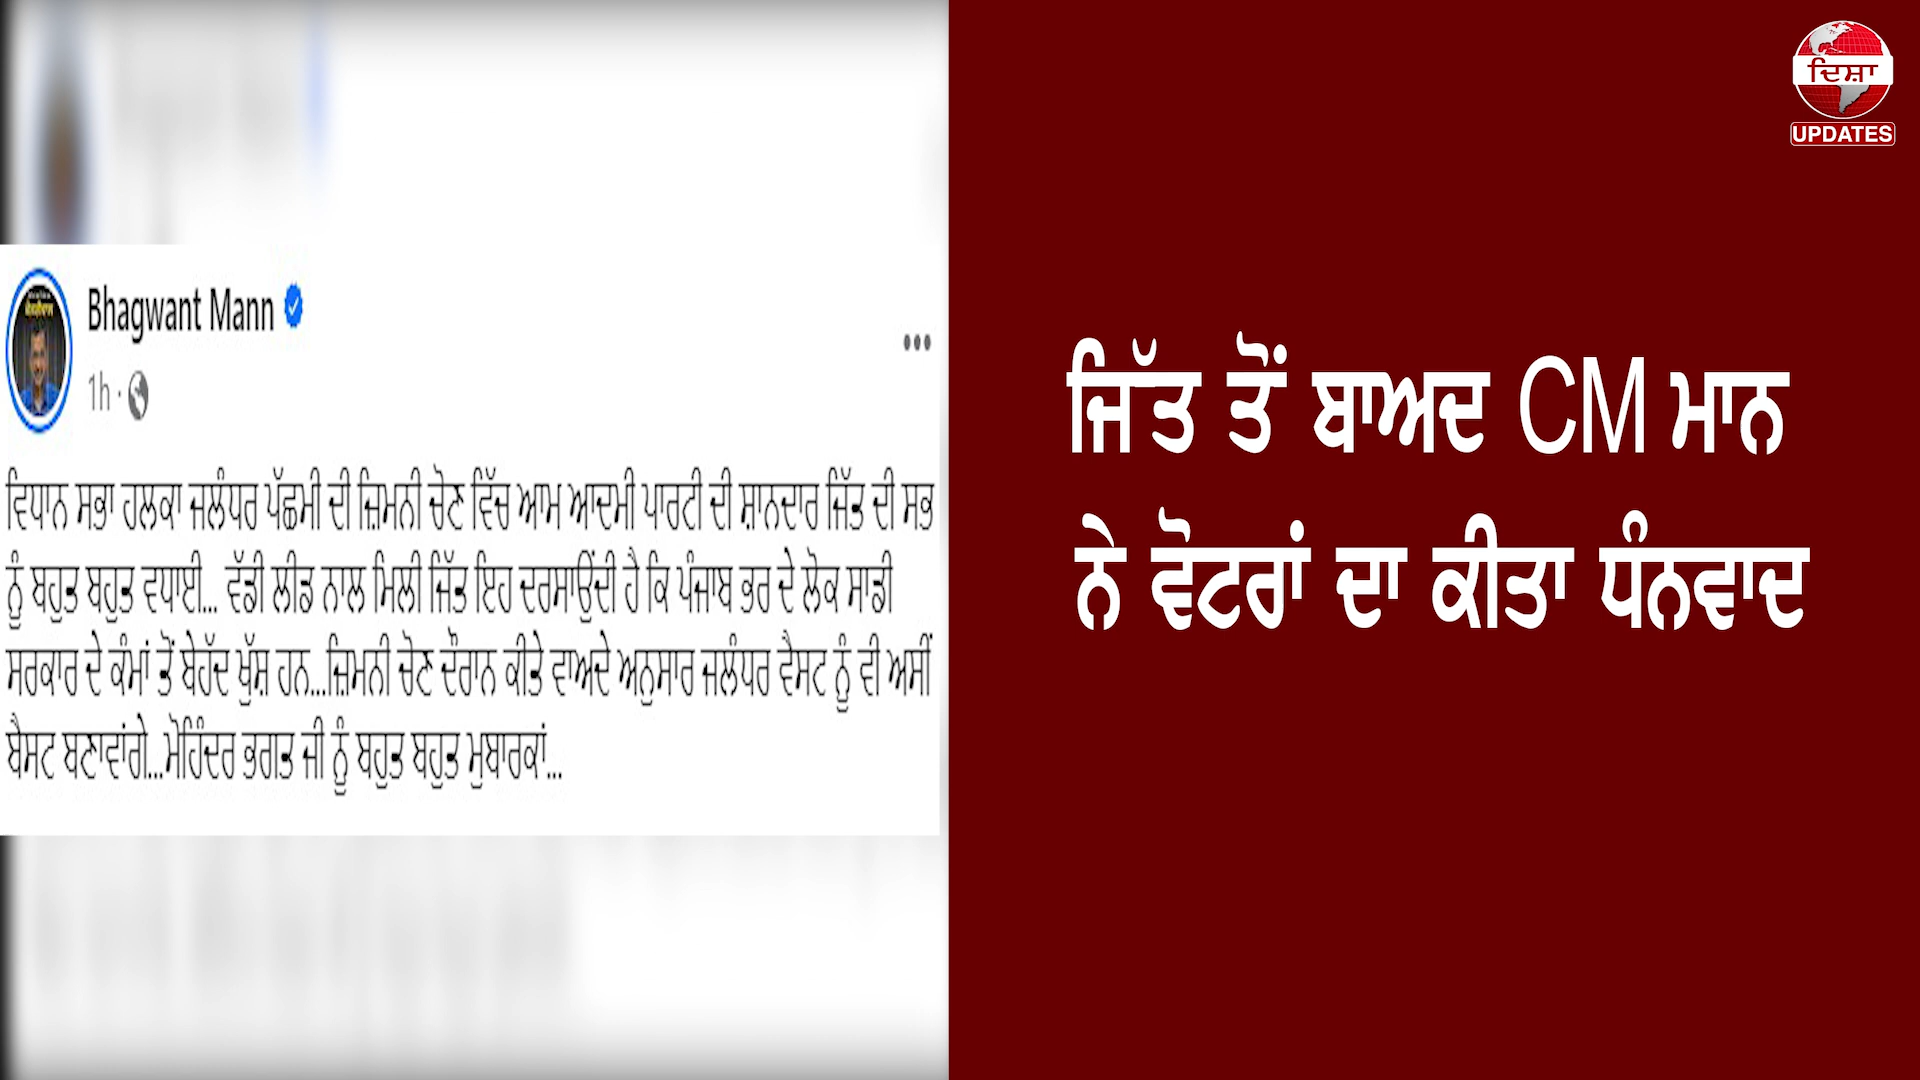 Bhagwant Mann
1h ·
ਵਿਧਾਨ ਸਭਾ ਹਲਕਾ ਜਲੰਧਰ ਪੱਛਮੀ ਦੀ ਜ਼ਿਮਨੀ ਚੋਣ ਵਿੱਚ ਆਮ ਆਦਮੀ ਪਾਰਟੀ ਦੀ ਸ਼ਾਨਦਾਰ ਜਿੱਤ ਦੀ ਸਭ
ਨੂੰ ਬਹੁਤ ਬਹੁਤ ਵਧਾਈ... ਵੱਡੀ ਲੀਡ ਨਾਲ ਮਿਲੀ ਜਿੱਤ ਇਹ ਦਰਸਾਉਂਦੀ ਹੈ ਕਿ ਪੰਜਾਬ ਭਰ ਦੇ ਲੋਕ ਸਾਡੀ
ਸਰਕਾਰ ਦੇ ਕੰਮਾਂ ਤੋਂ ਬੇਹੱਦ ਖੁੱਸ਼ ਹਨ...ਜ਼ਿਮਨੀ ਚੋਣ ਦੌਰਾਨ ਕੀਤੇ ਵਾਅਦੇ ਅਨੁਸਾਰ ਜਲੰਧਰ ਵੈਸਟ ਨੂੰ ਵੀ ਅਸੀਂ
ਬੈਸਟ ਬਣਾਵਾਂਗੇ...ਮੋਹਿੰਦਰ ਭਗਤ ਜੀ ਨੂੰ ਬਹੁਤ ਬਹੁਤ ਮੁਬਾਰਕਾਂ...
ਦਿਸ਼ਾ
UPDATES
ਜਿੱਤ ਤੋਂ ਬਾਅਦ CM ਮਾਨ
ਨੇ ਵੋਟਰਾਂ ਦਾ ਕੀਤਾ ਧੰਨਵਾਦ